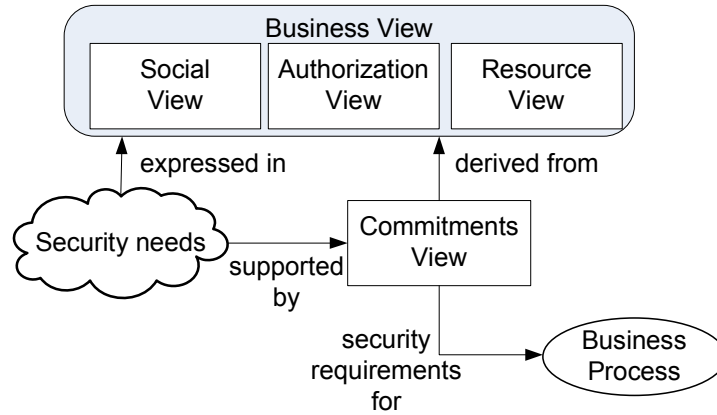 Business View
Social
View
Authorization
View
Resource
View
expressed in
derived from
Security needs
supported
by
Commitments
View
security
requirements
for
Business
Process